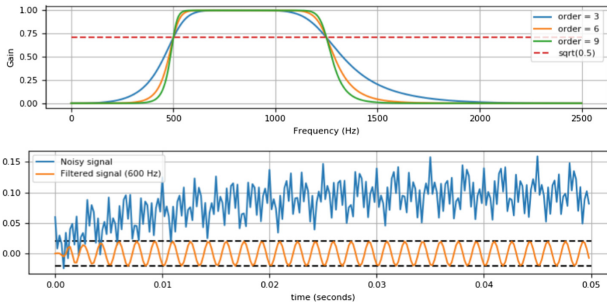 1.00
0.75
0.50
0.25
0.00
Gain
0
500
1000
1500
2000
2500
Frequency (Hz)
order = 3
order = 6
order = 9
sqrt(0.5)
0.15
0.10
0.05
0.00
Noisy signal
Filtered signal (600 Hz)
0.00
0.01
0.02
0.03
0.04
0.05
time (seconds)